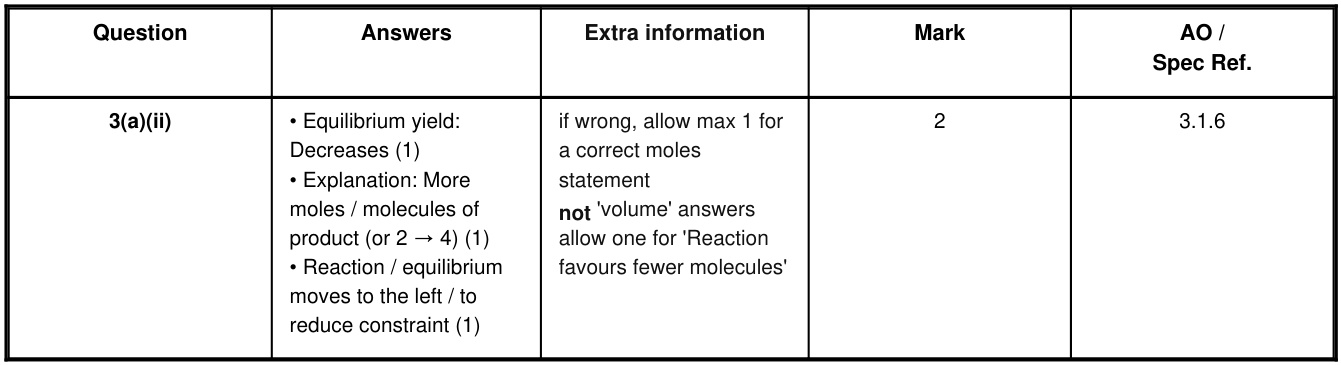 Question
Answers
Extra information
Mark
AO /
Spec Ref.
3(a)(ii)
• Equilibrium yield:
Decreases (1)
• Explanation: More
moles / molecules of
product (or 2 → 4) (1)
• Reaction / equilibrium
moves to the left / to
reduce constraint (1)
if wrong, allow max 1 for
a correct moles
statement
not 'volume' answers
allow one for 'Reaction
favours fewer molecules'
2
3.1.6